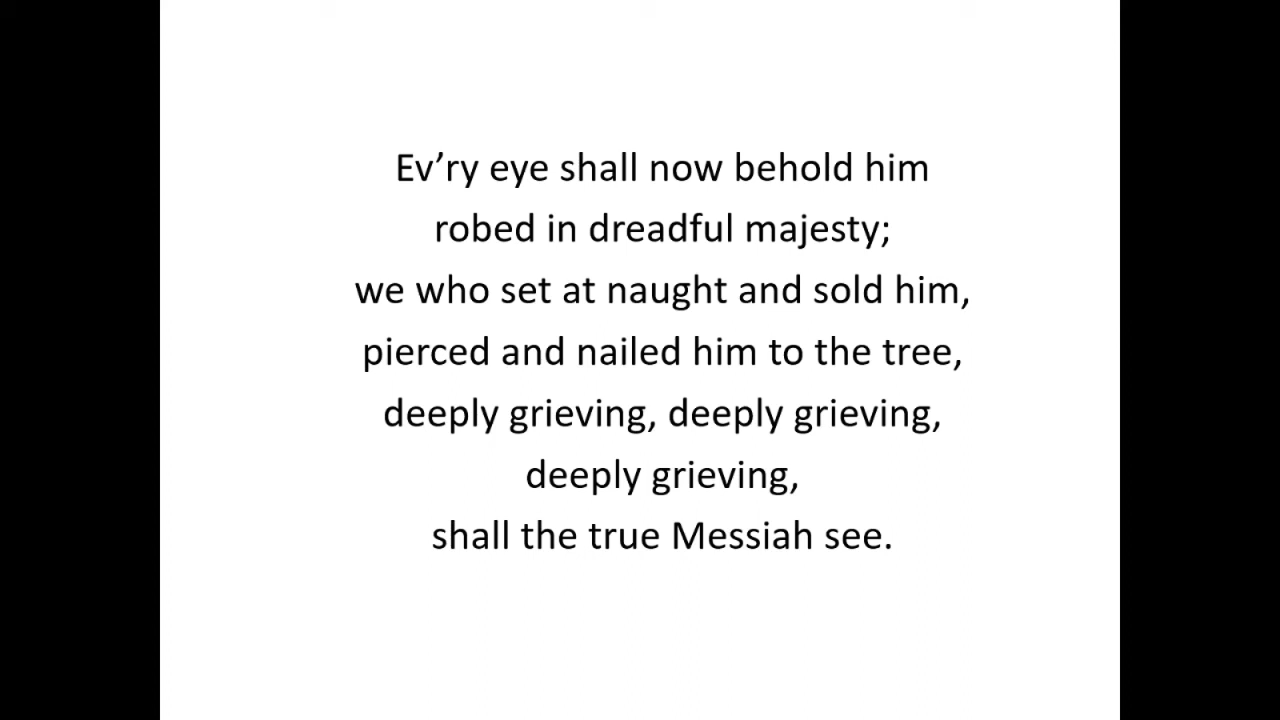 Ev’ry eye shall now behold him
robed in dreadful majesty;
we who set at naught and sold him,
pierced and nailed him to the tree,
deeply grieving, deeply grieving,
deeply grieving,
shall the true Messiah see.